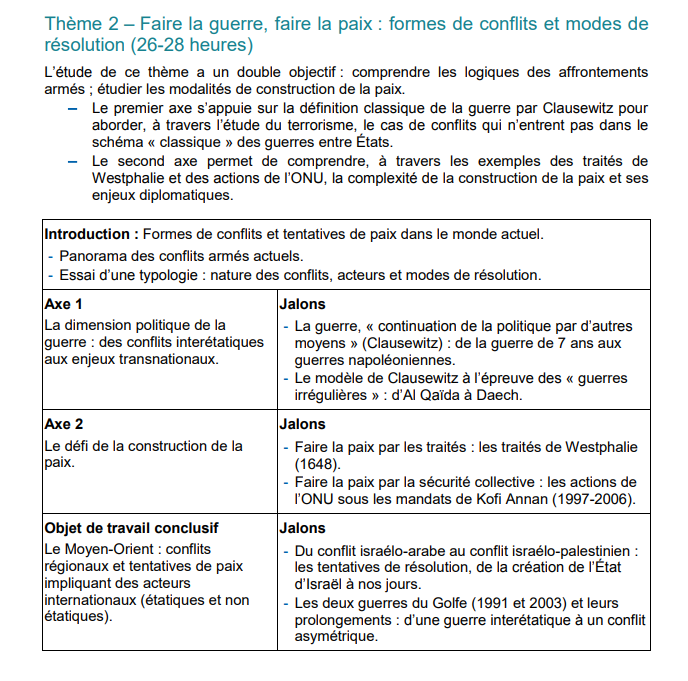 Thème 2 – Faire la guerre, faire la paix : formes de conflits et modes de
résolution (26-28 heures)
L'étude de ce thème a un double objectif : comprendre les logiques des affrontements
armés ; étudier les modalités de construction de la paix.
– Le premier axe s'appuie sur la définition classique de la guerre par Clausewitz pour
aborder, à travers l'étude du terrorisme, le cas de conflits qui n'entrent pas dans le
schéma « classique » des guerres entre États.
– Le second axe permet de comprendre, à travers les exemples des traités de
Westphalie et des actions de l'ONU, la complexité de la construction de la paix et ses
enjeux diplomatiques.
Introduction : Formes de conflits et tentatives de paix dans le monde actuel.
- Panorama des conflits armés actuels.
- Essai d'une typologie : nature des conflits, acteurs et modes de résolution.
Axe 1
La dimension politique de la
guerre : des conflits interétatiques
aux enjeux transnationaux.
Jalons
- La guerre, « continuation de la politique par d'autres
moyens » (Clausewitz) : de la guerre de 7 ans aux
guerres napoléoniennes.
- Le modèle de Clausewitz à l'épreuve des « guerres
irrégulières » : d'Al Qaïda à Daech.
Axe 2
Le défi de la construction de la
paix.
Jalons
- Faire la paix par les traités : les traités de Westphalie
(1648).
- Faire la paix par la sécurité collective : les actions de
l'ONU sous les mandats de Kofi Annan (1997-2006).
Objet de travail conclusif
Le Moyen-Orient : conflits
régionaux et tentatives de paix
impliquant des acteurs
internationaux (étatiques et non
étatiques).
Jalons
- Du conflit israélo-arabe au conflit israélo-palestinien :
les tentatives de résolution, de la création de l'État
d'Israël à nos jours.
- Les deux guerres du Golfe (1991 et 2003) et leurs
prolongements : d'une guerre interétatique à un conflit
asymétrique.